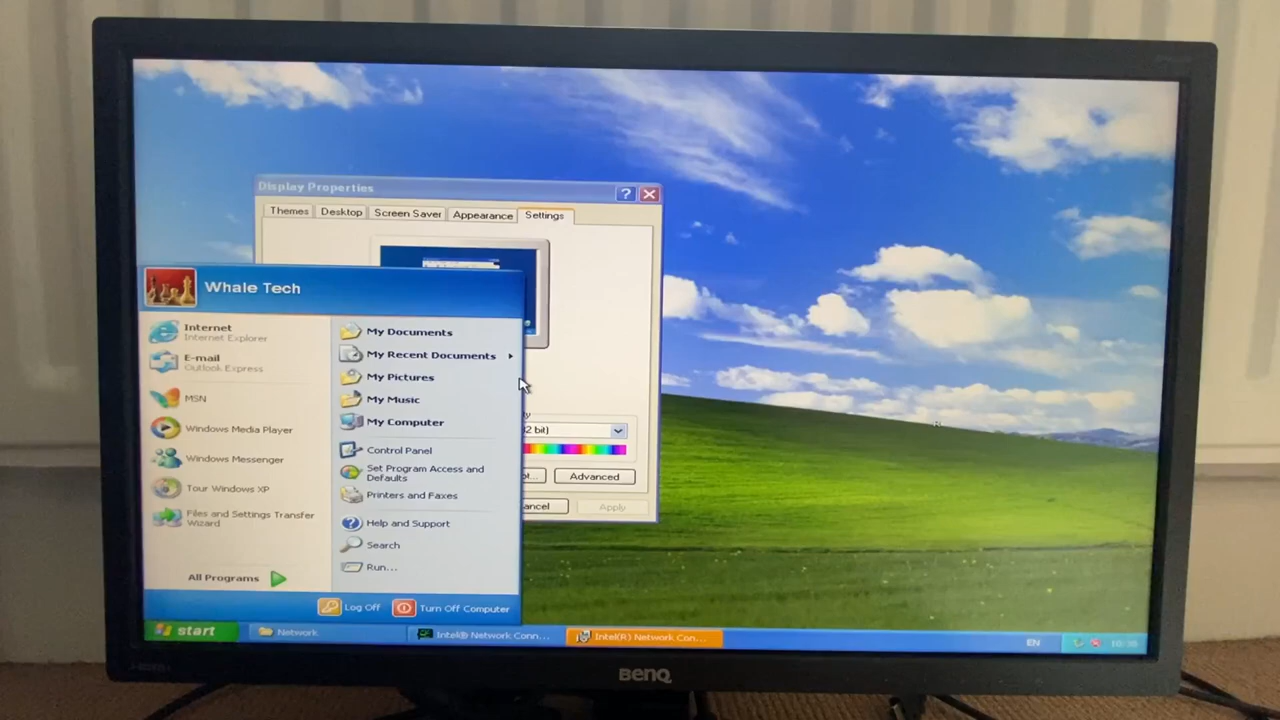 Display Properties
?
Themes
Desktop
Screen Saver
Appearance
Settings
Whale Tech
Internet
Internet Explorer
E-mail
Outlook Express
MSN
Windows Media Player
Windows Messenger
Tour Windows XP
Files and Settings Transfer
Wizard
All Programs
My Documents
My Recent Documents
My Pictures
My Music
My Computer
Control Panel
Set Program Access and
Defaults
Printers and Faxes
Help and Support
Search
Run...
2 bit)
Advanced
ancel
Apply
Log Off
Turn Off Computer
start
Network
Intel® Network Conn...
Intel(R) Network Con...
EN
BenQ